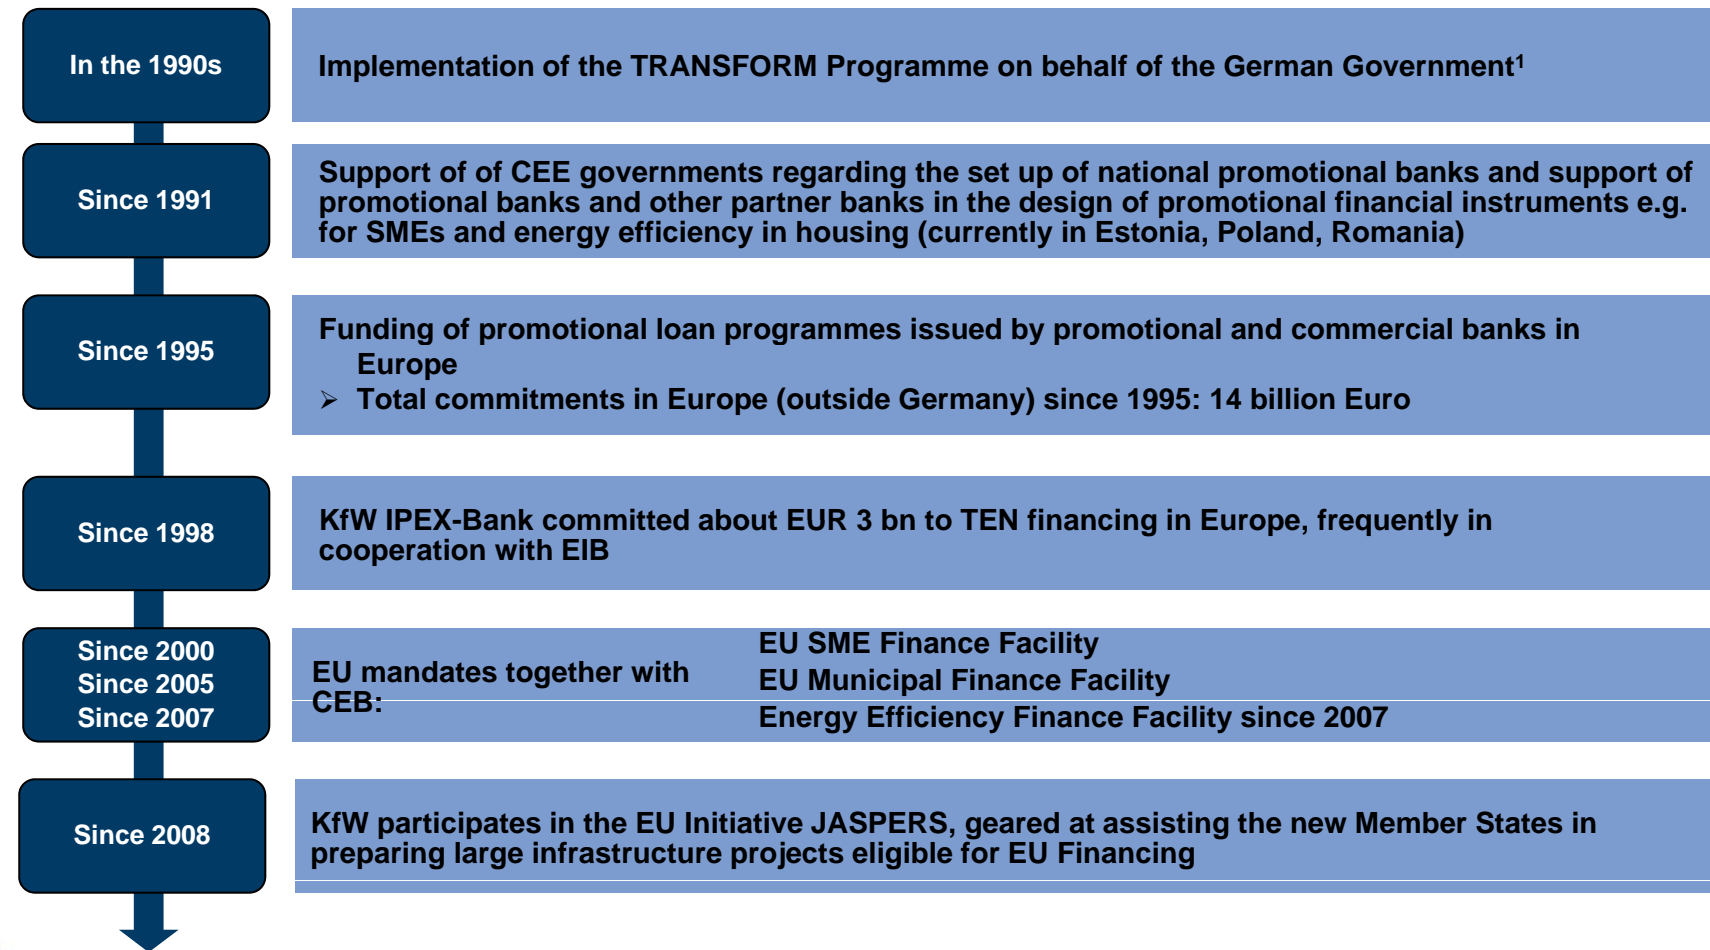 In the 1990s
Implementation of the TRANSFORM Programme on behalf of the German Government¹
Since 1991
Support of of CEE governments regarding the set up of national promotional banks and support of
promotional banks and other partner banks in the design of promotional financial instruments e.g.
for SMEs and energy efficiency in housing (currently in Estonia, Poland, Romania)
Since 1995
Funding of promotional loan programmes issued by promotional and commercial banks in
Europe
➢ Total commitments in Europe (outside Germany) since 1995: 14 billion Euro
Since 1998
KfW IPEX-Bank committed about EUR 3 bn to TEN financing in Europe, frequently in
cooperation with EIB
Since 2000
Since 2005
Since 2007
EU mandates together with
CEB:
EU SME Finance Facility
EU Municipal Finance Facility
Energy Efficiency Finance Facility since 2007
Since 2008
KfW participates in the EU Initiative JASPERS, geared at assisting the new Member States in
preparing large infrastructure projects eligible for EU Financing